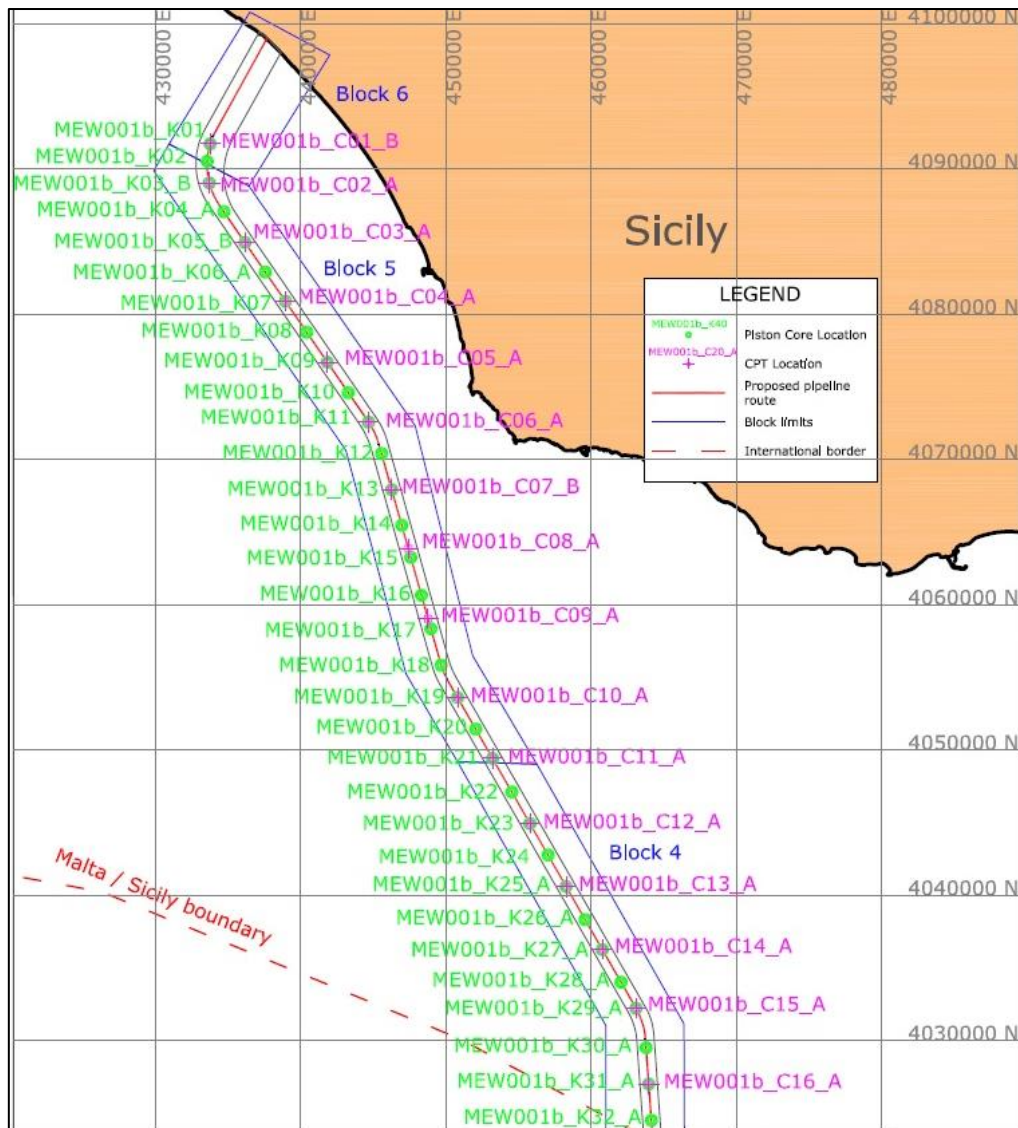 4100000 N
430000
440000
450000
460000
470000
480000
Block 6
MEW001b_K01
MEW001b_C01_B
MEW001b_K02
4090000 N
MEW001b_K03_B
MEW001b_C02_A
MEW001b_K04_A
MEW001b_C03_A
MEW001b_K05_B
Sicily
Block 5
MEW001b_K06_A
MEW001b_K07
MEW001b_C04_A
LEGEND
4080000 N
MEW001b_K40
Piston Core Location
MEW001b_C20_A
CPT Location
Proposed pipeline
route
Block limits
International border
MEW001b_K08
MEW001b_K09
MEW001b_C05_A
MEW001b_K10
MEW001b_K11
MEW001b_C06_A
MEW001b_K12
4070000 N
MEW001b_K13
MEW001b_C07_B
MEW001b_K14
MEW001b_C08_A
MEW001b_K15
MEW001b_K16
4060000 N
MEW001b_C09_A
MEW001b_K17
MEW001b_K18
MEW001b_K19
MEW001b_C10_A
MEW001b_K20
4050000 N
MEW001b_K21
MEW001b_C11_A
MEW001b_K22
MEW001b_K23
MEW001b_C12_A
MEW001b_K24
Block 4
MEW001b_K25_A
MEW001b_C13_A
4040000 N
Malta / Sicily boundary
MEW001b_K26_A
MEW001b_K27_A
MEW001b_C14_A
MEW001b_K28_A
MEW001b_K29_A
MEW001b_C15_A
4030000 N
MEW001b_K30_A
MEW001b_K31_A
MEW001b_C16_A
MEW001b_K32_A